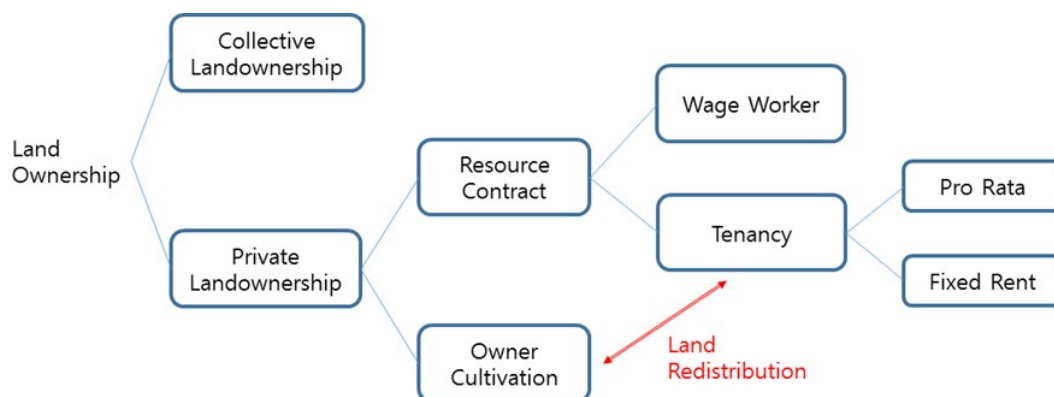 Land
Ownership
Collective
Landownership
Private
Landownership
Resource
Contract
Owner
Cultivation
Wage Worker
Tenancy
Land
Redistribution
Pro Rata
Fixed Rent